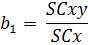 b₁ = SCxy / SCx